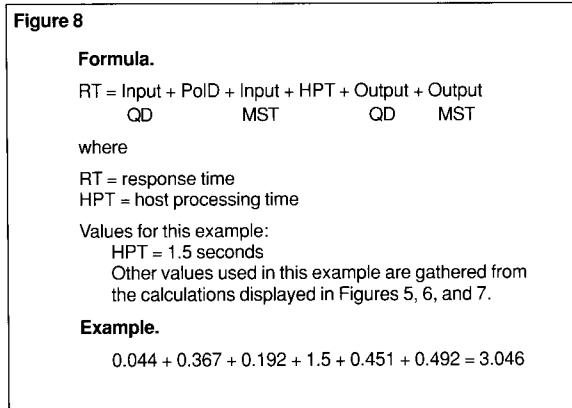 Figure 8
Formula.
RT = Input + PolD + Input + HPT + Output + Output
QD MST QD MST
where
RT = response time
HPT = host processing time
Values for this example:
HPT = 1.5 seconds
Other values used in this example are gathered from
the calculations displayed in Figures 5, 6, and 7.
Example.
0.044 + 0.367 + 0.192 + 1.5 + 0.451 + 0.492 = 3.046